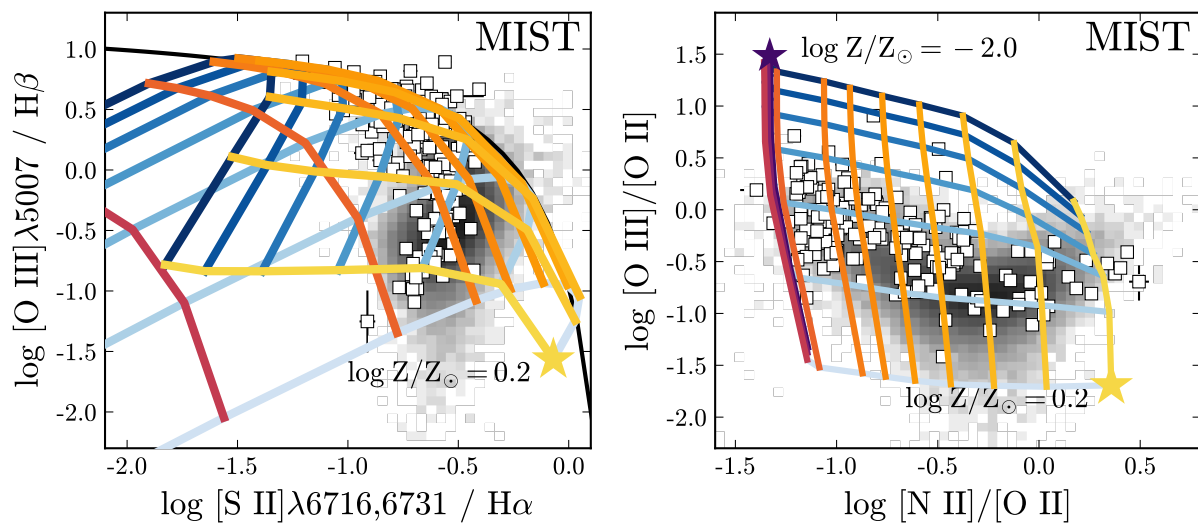 MIST
log Z/Z⊙ = 0.2
log [O III]λ5007 / Hβ
1.0
0.5
0.0
-0.5
-1.0
-1.5
-2.0
-2.0
-1.5
-1.0
-0.5
0.0
log [S II]λ6716,6731 / Hα
MIST
log Z/Z⊙ = −2.0
log Z/Z⊙ = 0.2
log [O III]/[O II]
1.5
1.0
0.5
0.0
-0.5
-1.0
-1.5
-2.0
-1.5
-1.0
-0.5
0.0
0.5
log [N II]/[O II]